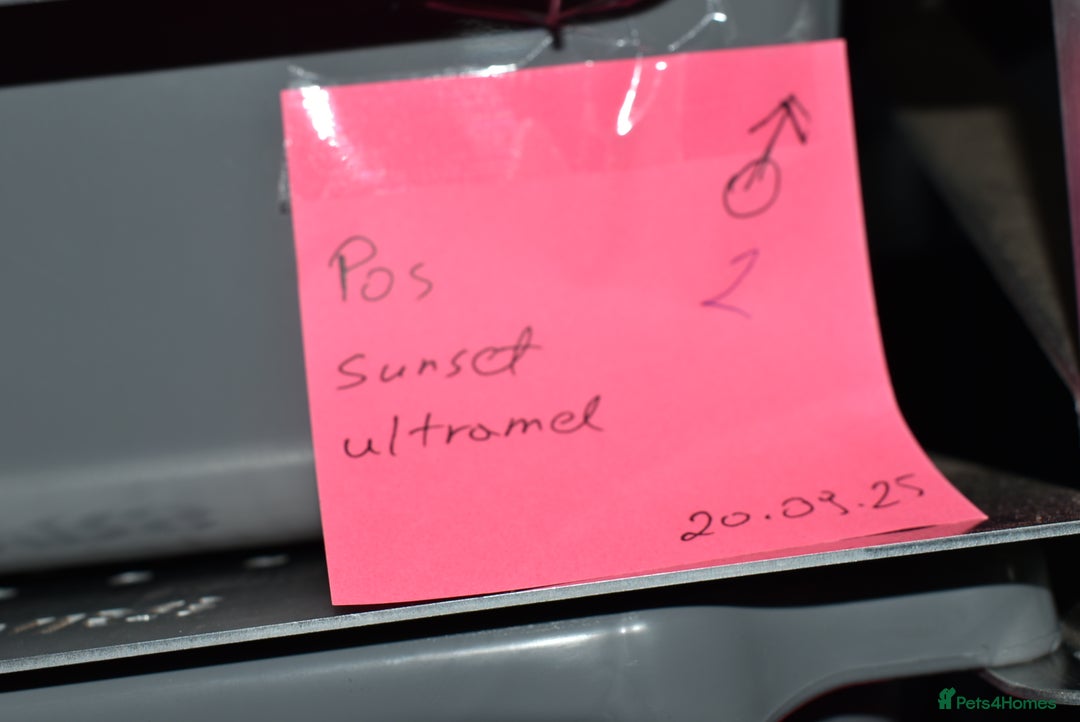 ♂
Pos
2
sunset
ultramel
20.09.25
Pets4Homes